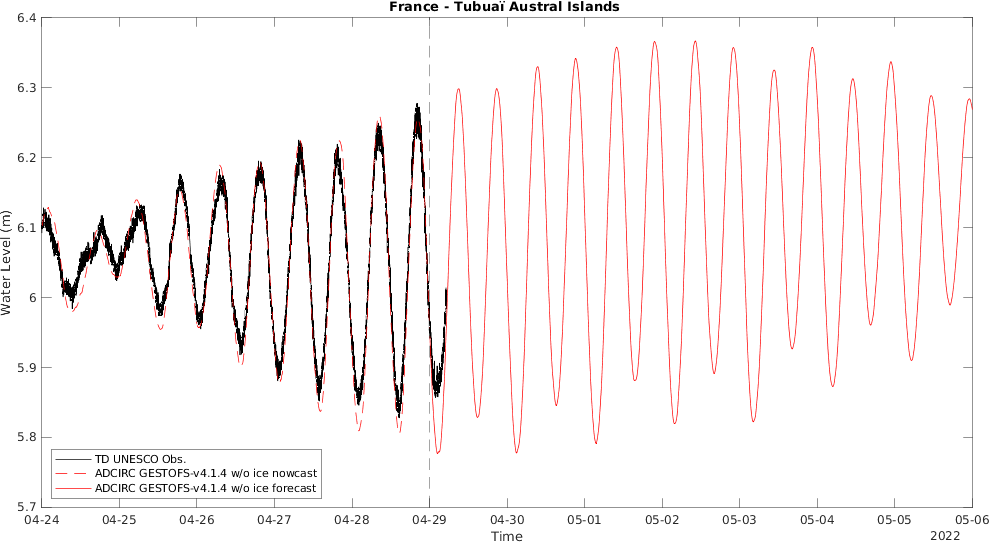 France - Tubuaï Austral Islands
6.4
6.3
6.2
6.1
6
5.9
5.8
5.7
Water Level (m)
TD UNESCO Obs.
ADCIRC GESTOFS-v4.1.4 w/o ice nowcast
ADCIRC GESTOFS-v4.1.4 w/o ice forecast
04-24 04-25 04-26 04-27 04-28 04-29 04-30 05-01 05-02 05-03 05-04 05-05 05-06
Time
2022